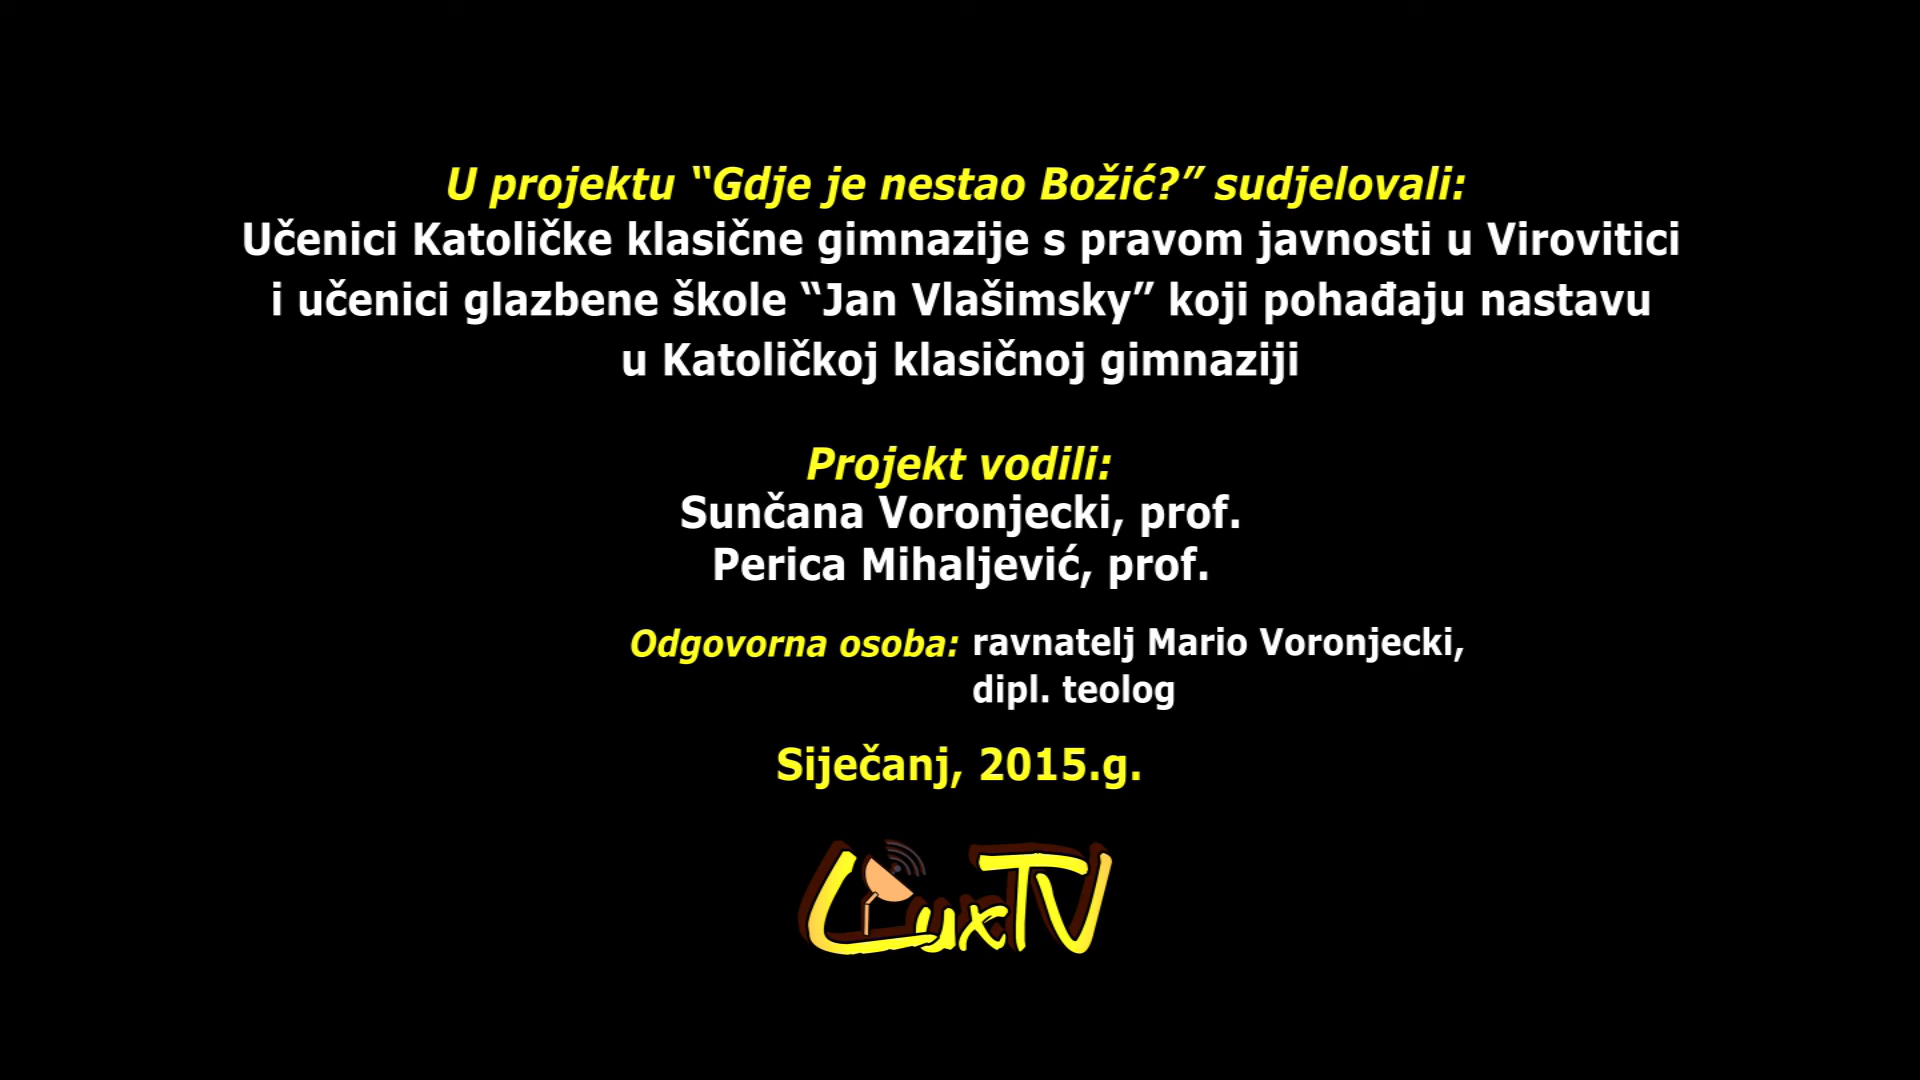 U projektu “Gdje je nestao Božić?” sudjelovali:
Učenici Katoličke klasične gimnazije s pravom javnosti u Virovitici
i učenici glazbene škole “Jan Vlašimsky” koji pohađaju nastavu
u Katoličkoj klasičnoj gimnaziji
Projekt vodili:
Sunčana Voronjecki, prof.
Perica Mihaljević, prof.
Odgovorna osoba: ravnatelj Mario Voronjecki,
dipl. teolog
Siječanj, 2015.g.
LuxTV